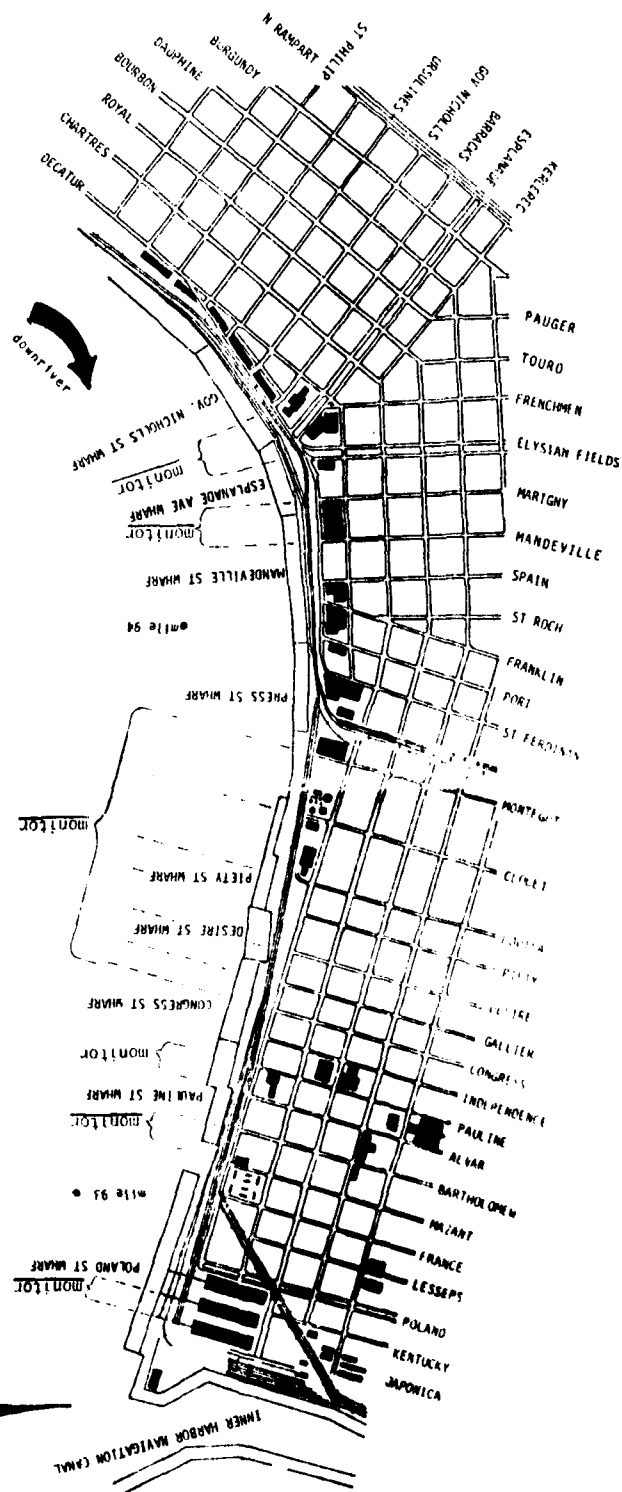 DECATUR
CHARTRES
ROYAL
BOURBON
DAUPHINE
BURGUNDY
N RAMPART
ST PHILIP
URSULINES
GOV NICHOLLS
BARRACKS
ESPLANADE
KERLEREC
PAUGER
TOURO
FRENCHMEN
ELYSIAN FIELDS
MARIGNY
MANDEVILLE
SPAIN
ST ROCH
FRANKLIN
PORT
MONTEGUT
CLOUET
GALLIER
CONGRESS
INDEPENDENCE
PAULINE
ALVAR
BARTHOLOMEW
MAZANT
FRANCE
LESSEPS
POLAND
KENTUCKY
JAPONICA
downriver
GOV. NICHOLLS ST WHARF
monitor
ESPLANADE AVE WHARF
monitor
MANDEVILLE ST WHARF
mile 94
PRESS ST WHARF
monitor
PIETY ST WHARF
DESIRE ST WHARF
CONGRESS ST WHARF
monitor
PAULINE ST WHARF
monitor
mile 93
POLAND ST WHARF
monitor
INNER HARBOR NAVIGATION CANAL